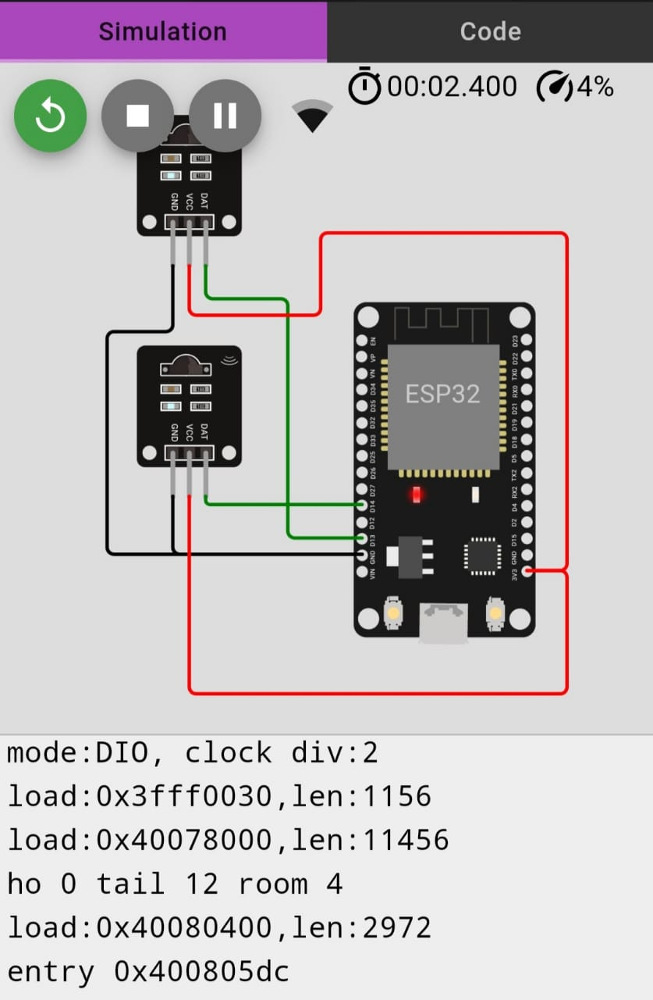 Simulation
Code
00:02.400
4%
GND
VCC
DAT
GND
VCC
DAT
ESP32
EN
VP
VN
D34
D35
D32
D33
D25
D26
D27
D14
D12
D13
GND
VIN
D23
D22
TX0
RX0
D21
D19
D18
D5
TX2
RX2
D4
D2
D15
GND
3V3
mode:DIO, clock div:2
load:0x3fff0030,len:1156
load:0x40078000,len:11456
ho 0 tail 12 room 4
load:0x40080400,len:2972
entry 0x400805dc